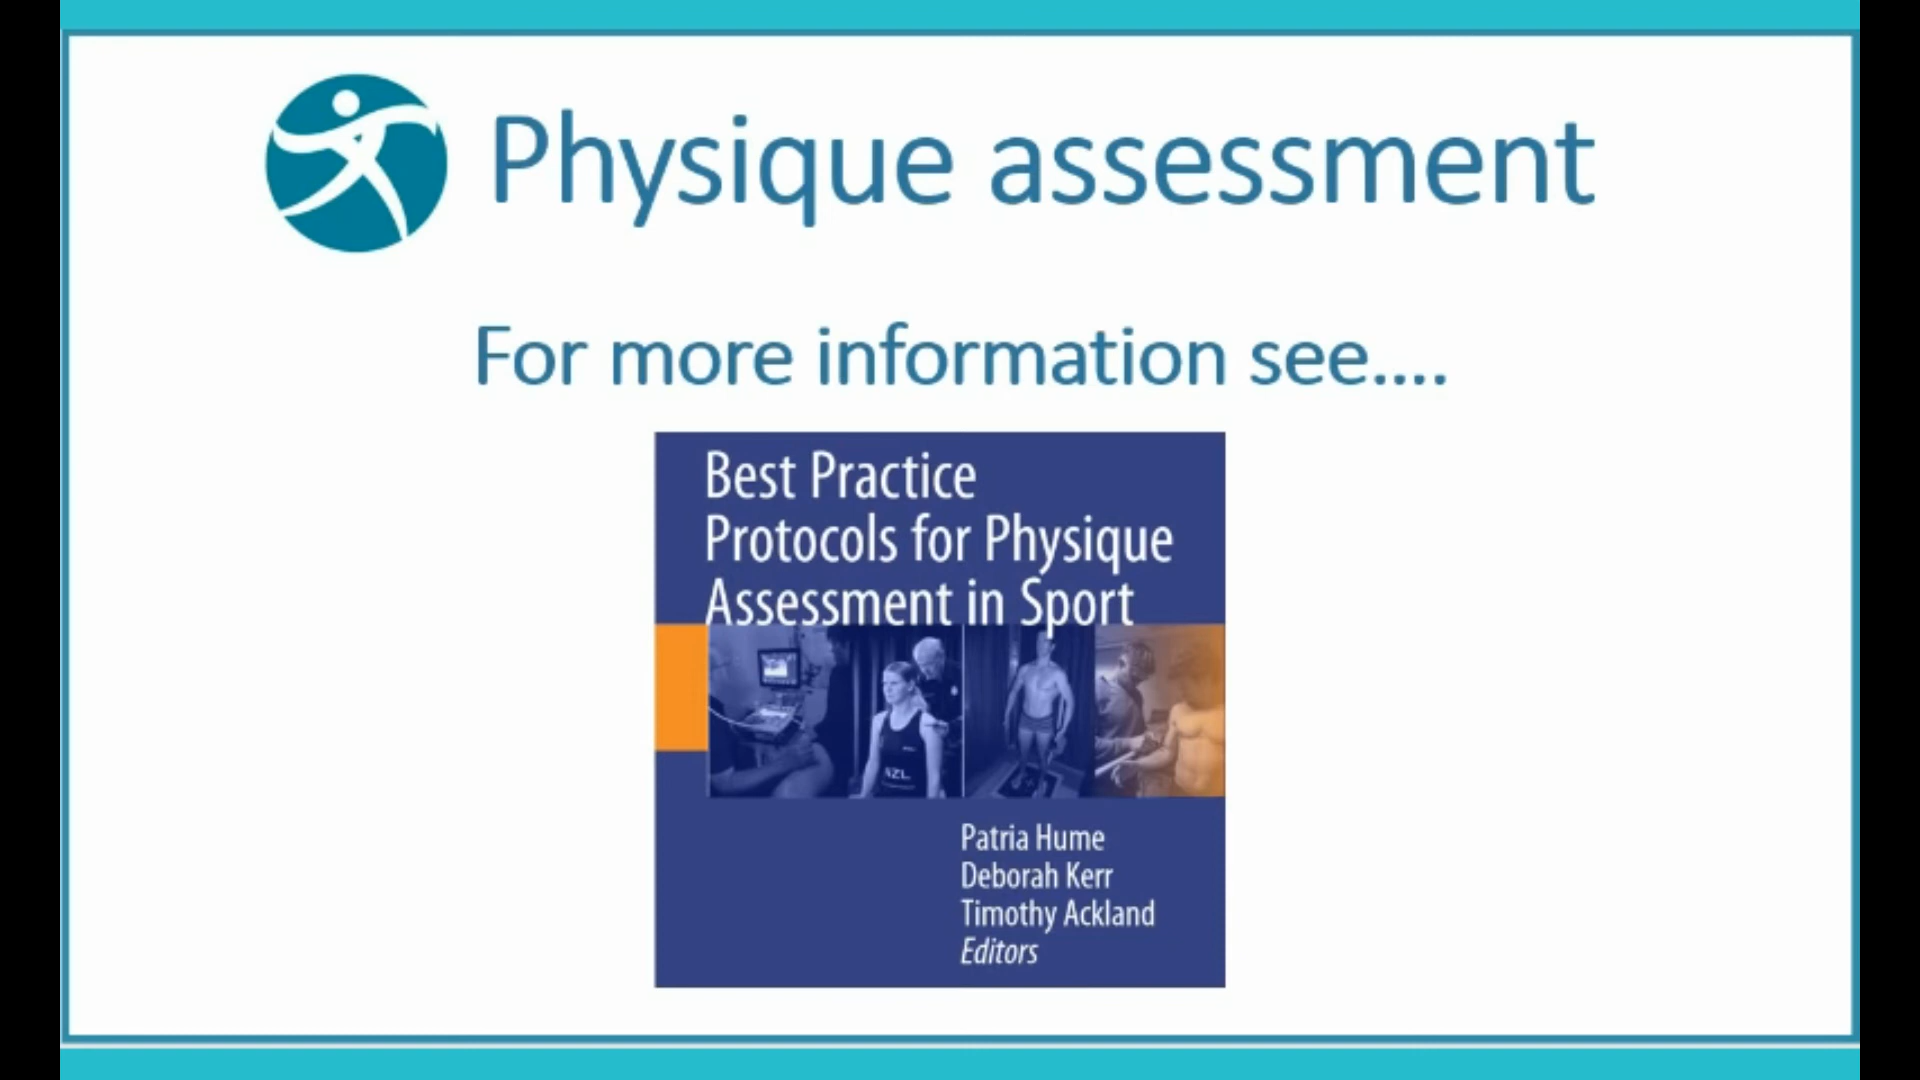 Physique assessment
For more information see....
Best Practice
Protocols for Physique
Assessment in Sport
NZL
Patria Hume
Deborah Kerr
Timothy Ackland
Editors